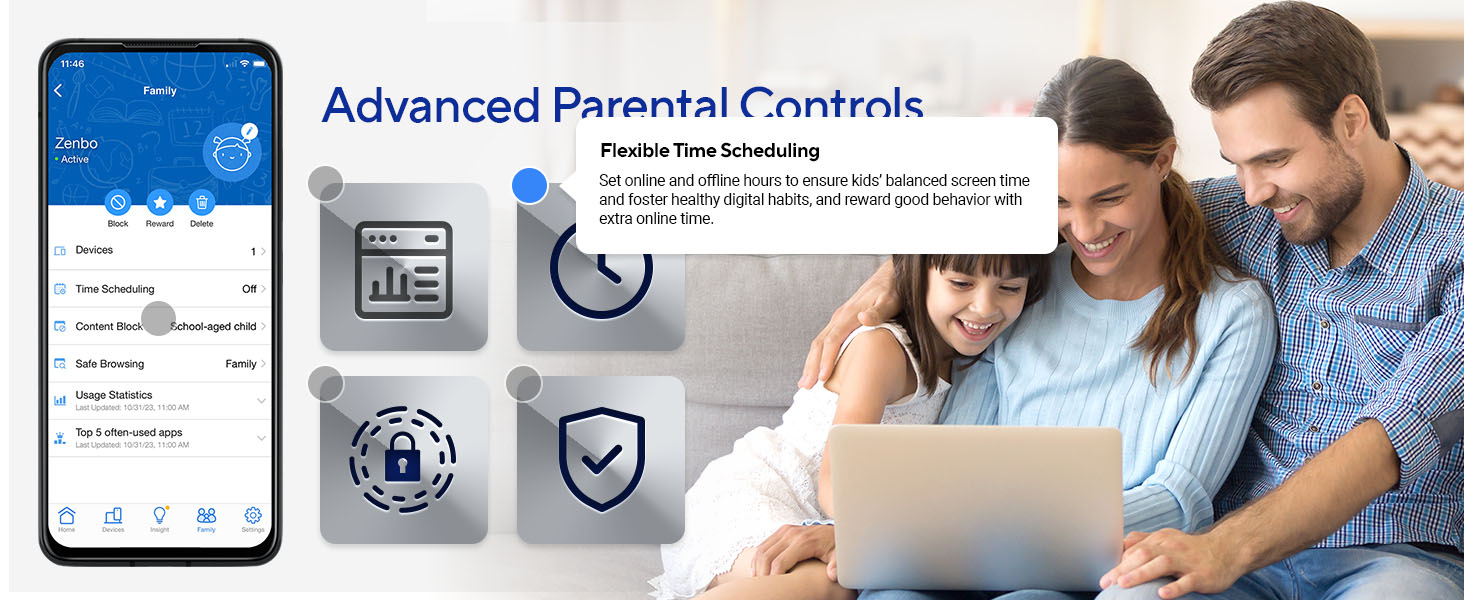 11:46
Family
Zenbo
Active
Block
Reward
Delete
Devices
1
Time Scheduling
Off
Content Block
School-aged child
Safe Browsing
Family
Usage Statistics
Last Updated: 10/31/23, 11:00 AM
Top 5 often-used apps
Last Updated: 10/31/23, 11:00 AM
Home
Devices
Insight
Family
Settings
Advanced Parental Controls
Flexible Time Scheduling
Set online and offline hours to ensure kids’ balanced screen time
and foster healthy digital habits, and reward good behavior with
extra online time.